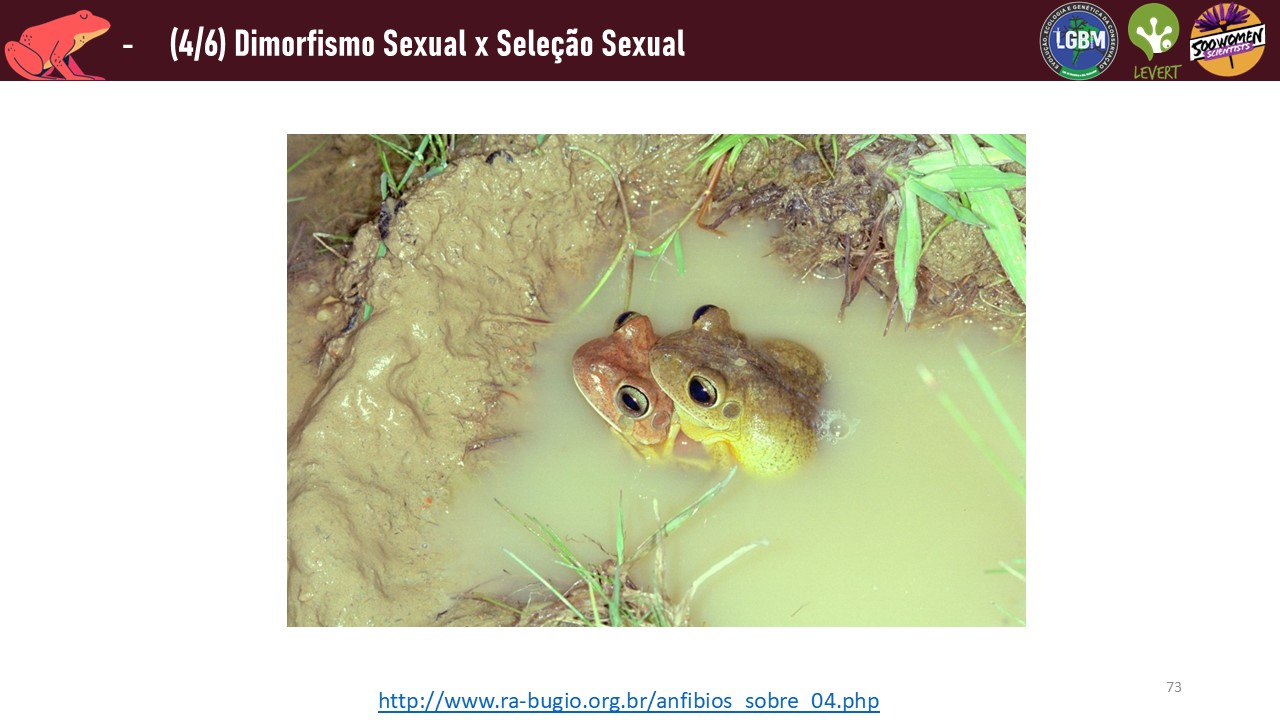 - (4/6) Dimorfismo Sexual x Seleção Sexual
EVOLUÇÃO, ECOLOGIA E GENÉTICA DA CONSERVAÇÃO
LGBM
LEVERT
500 WOMEN
SCIENTISTS
http://www.ra-bugio.org.br/anfibios_sobre_04.php
73